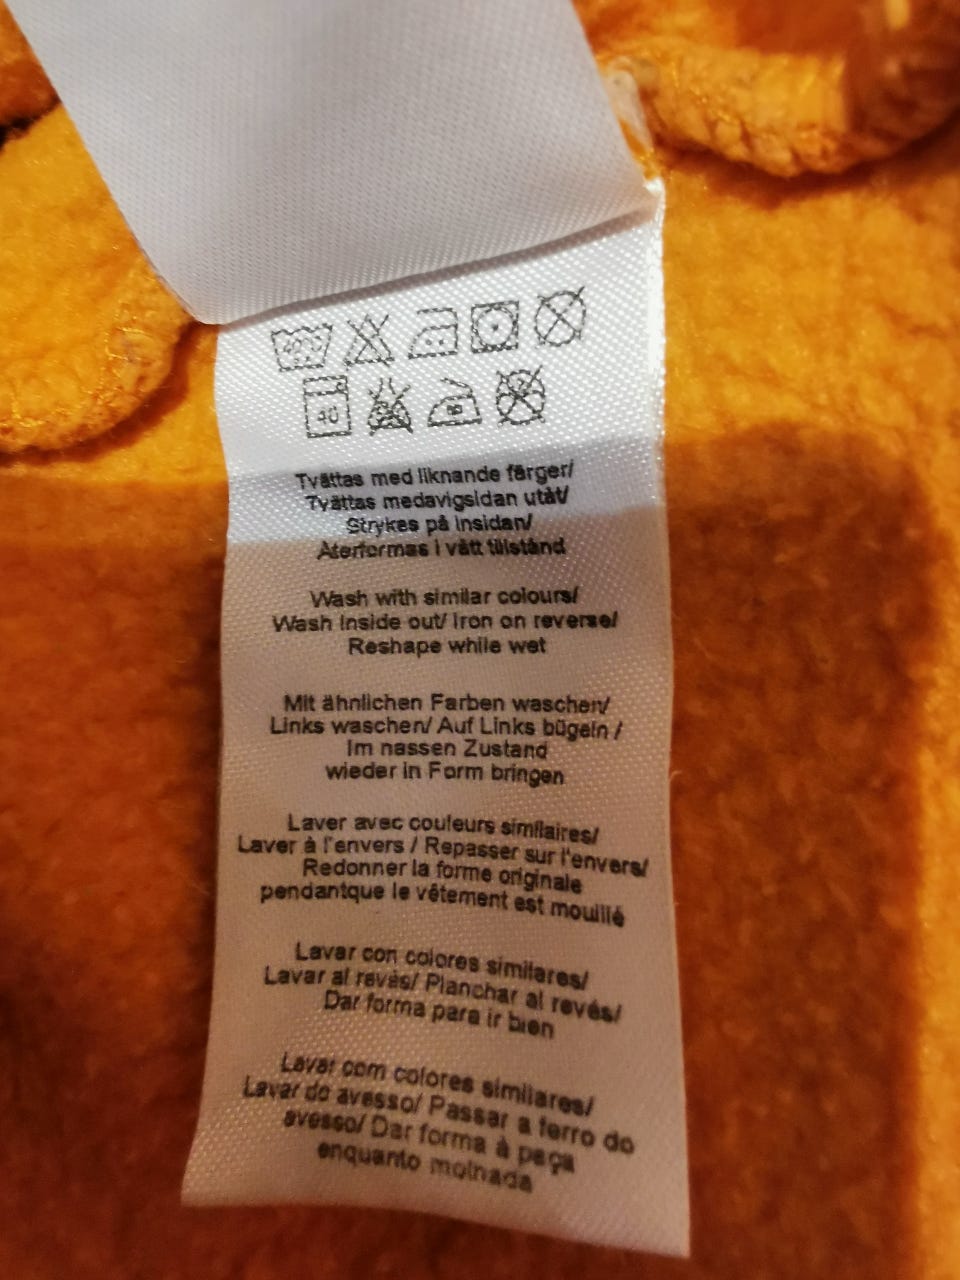 40°C
40
Tvättas med liknande färger/
Tvättas medavigsidan utåt/
Strykes på insidan/
Återformas i vått tillstånd
Wash with similar colours/
Wash inside out/ Iron on reverse/
Reshape while wet
Mit ähnlichen Farben waschen/
Links waschen/ Auf Links bügeln /
Im nassen Zustand
wieder in Form bringen
Laver avec couleurs similaires/
Laver à l'envers / Repasser sur l'envers/
Redonner la forme originale
pendantque le vêtement est mouillé
Lavar con colores similares/
Lavar al revés/ Planchar al revés/
Dar forma para ir bien
Lavar com colores similares/
Lavar do avesso/ Passar a ferro do
avesso/ Dar forma à peça
enquanto molhada